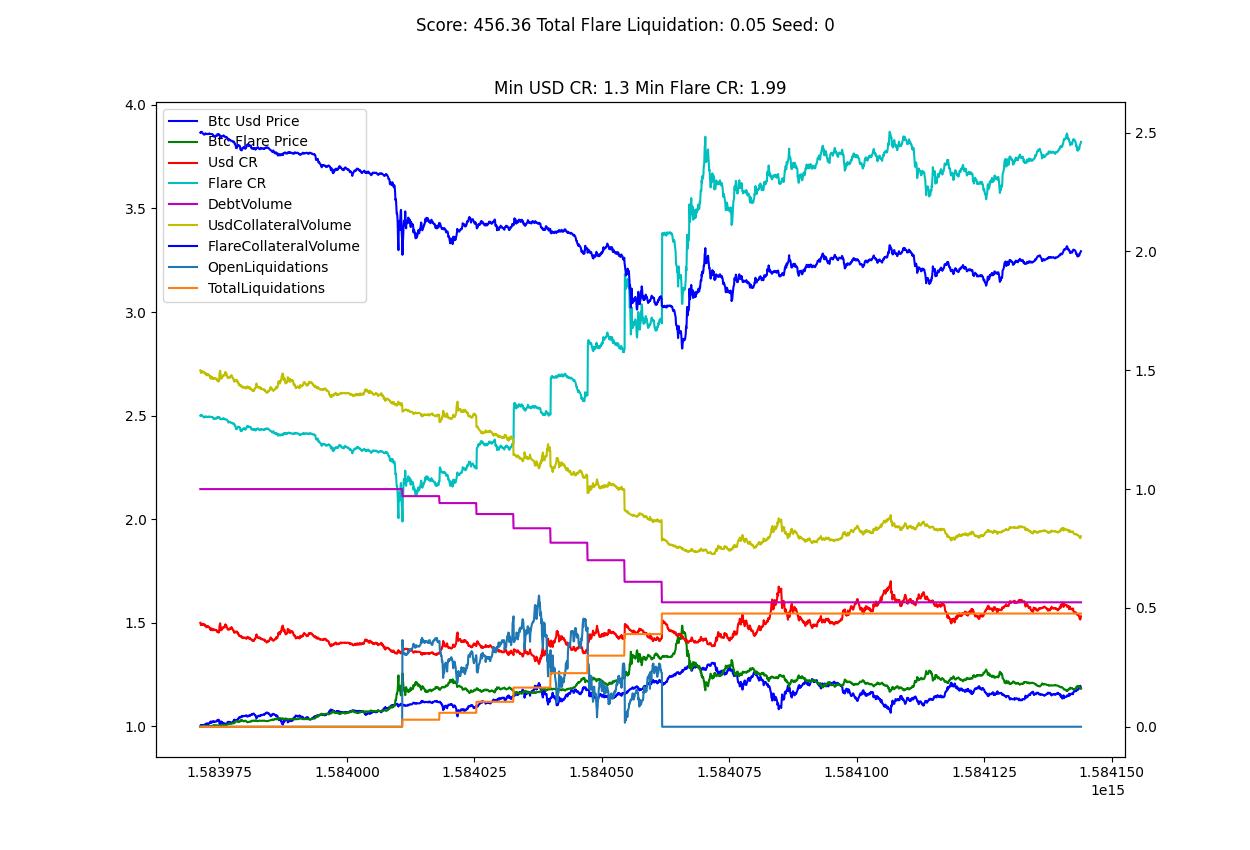 Score: 456.36 Total Flare Liquidation: 0.05 Seed: 0
Min USD CR: 1.3 Min Flare CR: 1.99
Btc Usd Price
Btc Flare Price
Usd CR
Flare CR
DebtVolume
UsdCollateralVolume
FlareCollateralVolume
OpenLiquidations
TotalLiquidations
4.0
3.5
3.0
2.5
2.0
1.5
1.0
2.5
2.0
1.5
1.0
0.5
0.0
1.583975 1.584000 1.584025 1.584050 1.584075 1.584100 1.584125 1.584150
1e15